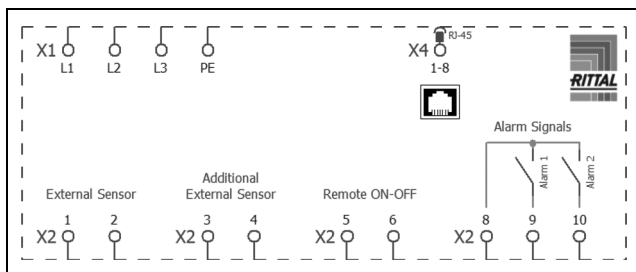 RJ-45
X1
X4
L1 L2 L3 PE
1-8
RITTAL
Alarm Signals
Alarm 1
Alarm 2
External Sensor
Additional
External Sensor
Remote ON-OFF
1 2 3 4 5 6 8 9 10
X2 X2 X2 X2